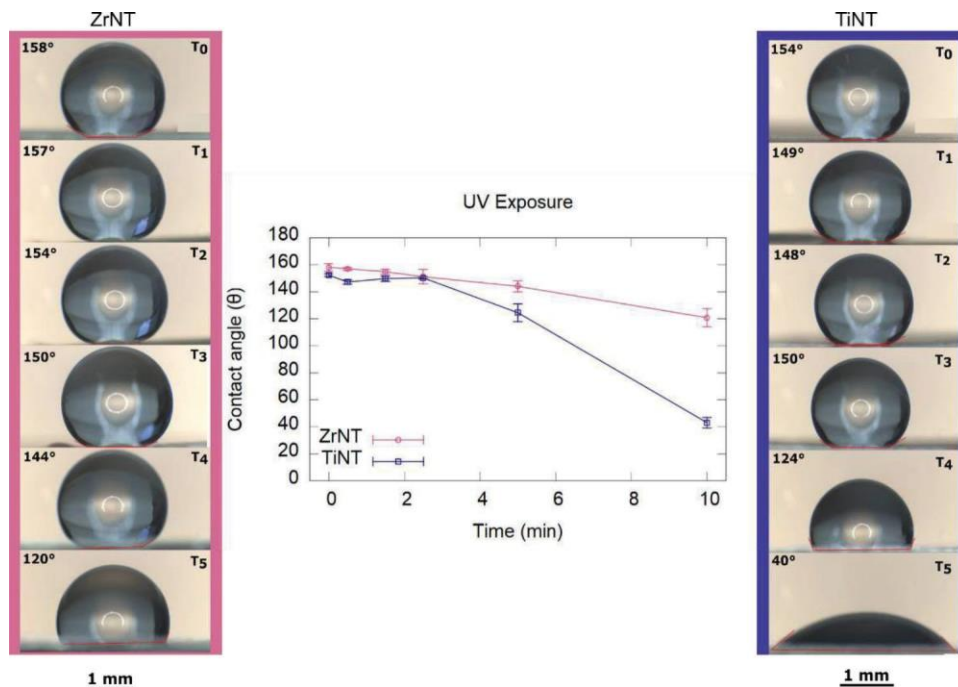 ZrNT
158° T0
157° T1
154° T2
150° T3
144° T4
120° T5
1 mm
UV Exposure
Contact angle (θ)
180
160
140
120
100
80
60
40
20
0
ZrNT
TiNT
0 2 4 6 8 10
Time (min)
TiNT
154° T0
149° T1
148° T2
150° T3
124° T4
40° T5
1 mm